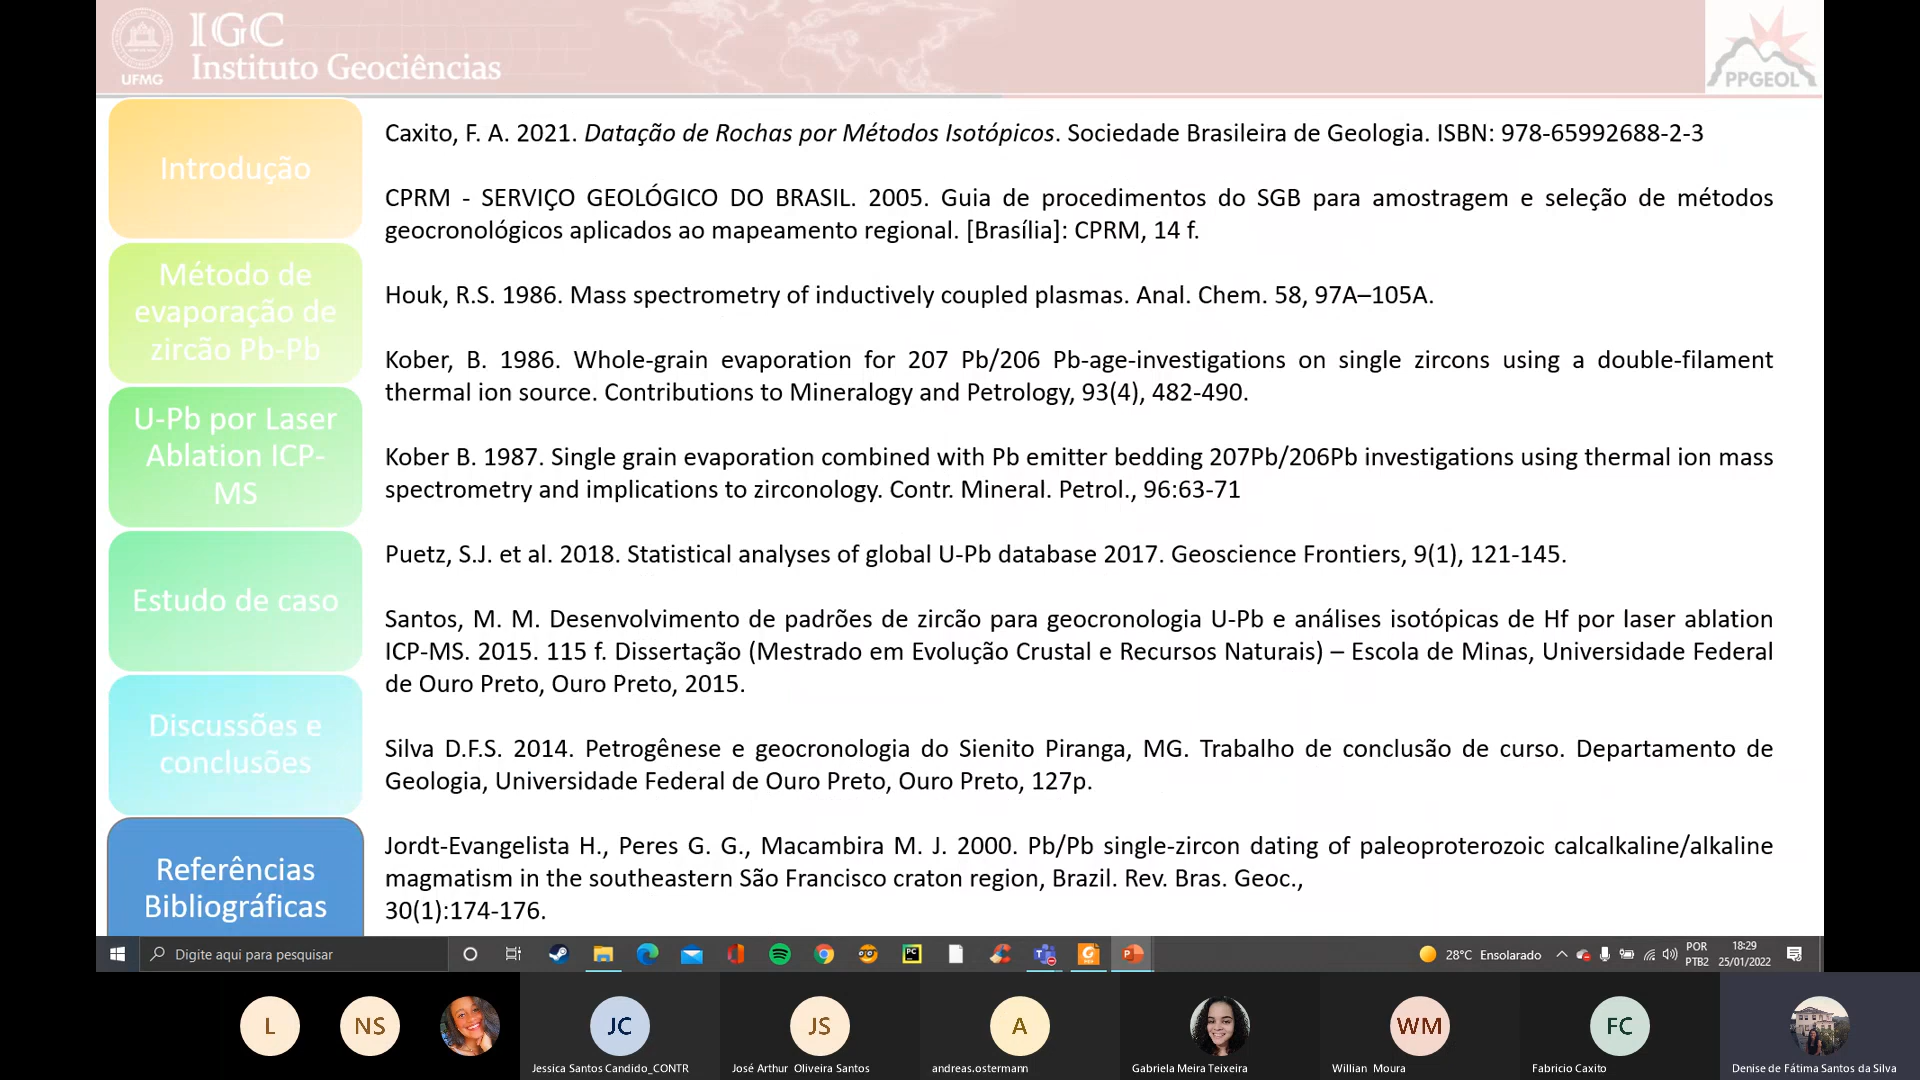 IGC
Instituto Geociências
UFMG
PPGEOL
Introdução
Método de
evaporação de
zircão Pb-Pb
U-Pb por Laser
Ablation ICP-
MS
Estudo de caso
Discussões e
conclusões
Referências
Bibliográficas
Caxito, F. A. 2021. Datação de Rochas por Métodos Isotópicos. Sociedade Brasileira de Geologia. ISBN: 978-65992688-2-3
CPRM - SERVIÇO GEOLÓGICO DO BRASIL. 2005. Guia de procedimentos do SGB para amostragem e seleção de métodos
geocronológicos aplicados ao mapeamento regional. [Brasília]: CPRM, 14 f.
Houk, R.S. 1986. Mass spectrometry of inductively coupled plasmas. Anal. Chem. 58, 97A–105A.
Kober, B. 1986. Whole-grain evaporation for 207 Pb/206 Pb-age-investigations on single zircons using a double-filament
thermal ion source. Contributions to Mineralogy and Petrology, 93(4), 482-490.
Kober B. 1987. Single grain evaporation combined with Pb emitter bedding 207Pb/206Pb investigations using thermal ion mass
spectrometry and implications to zirconology. Contr. Mineral. Petrol., 96:63-71
Puetz, S.J. et al. 2018. Statistical analyses of global U-Pb database 2017. Geoscience Frontiers, 9(1), 121-145.
Santos, M. M. Desenvolvimento de padrões de zircão para geocronologia U-Pb e análises isotópicas de Hf por laser ablation
ICP-MS. 2015. 115 f. Dissertação (Mestrado em Evolução Crustal e Recursos Naturais) – Escola de Minas, Universidade Federal
de Ouro Preto, Ouro Preto, 2015.
Silva D.F.S. 2014. Petrogênese e geocronologia do Sienito Piranga, MG. Trabalho de conclusão de curso. Departamento de
Geologia, Universidade Federal de Ouro Preto, Ouro Preto, 127p.
Jordt-Evangelista H., Peres G. G., Macambira M. J. 2000. Pb/Pb single-zircon dating of paleoproterozoic calcalkaline/alkaline
magmatism in the southeastern São Francisco craton region, Brazil. Rev. Bras. Geoc.,
30(1):174-176.
Digite aqui para pesquisar
PC
28°C Ensolarado
POR
PTB2
18:29
25/01/2022
L
NS
JC
JS
A
WM
FC
Jessica Santos Candido_CONTR
José Arthur Oliveira Santos
andreas.ostermann
Gabriela Meira Teixeira
Willian Moura
Fabricio Caxito
Denise de Fátima Santos da Silva